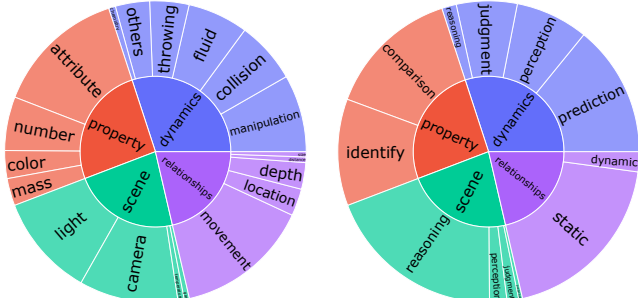 others
throwing
fluid
collision
manipulation
attribute
number
color
mass
property
dynamics
scene
relationships
depth
location
movement
light
camera
reasoning
judgment
perception
prediction
comparison
identify
property
dynamics
scene
relationships
dynamic
static
reasoning
perception
judgment